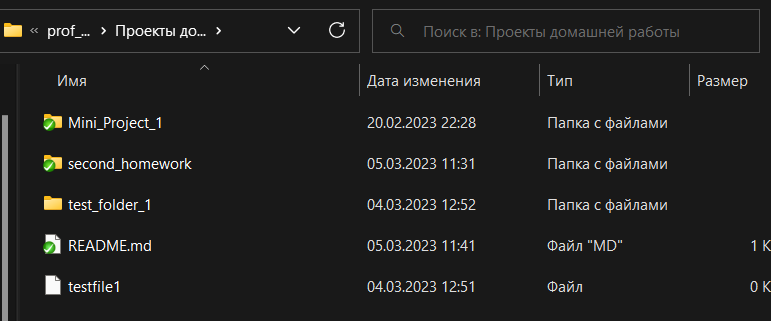 « prof_... > Проекты до... > Поиск в: Проекты домашней работы
Имя Дата изменения Тип Размер
Mini_Project_1 20.02.2023 22:28 Папка с файлами
second_homework 05.03.2023 11:31 Папка с файлами
test_folder_1 04.03.2023 12:52 Папка с файлами
README.md 05.03.2023 11:41 Файл "MD" 1 К
testfile1 04.03.2023 12:51 Файл 0 К